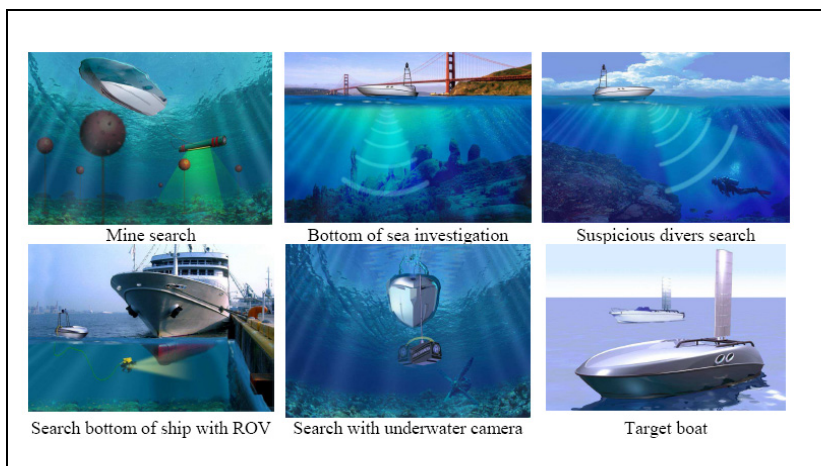 Mine search
Bottom of sea investigation
Suspicious divers search
Search bottom of ship with ROV
Search with underwater camera
Target boat